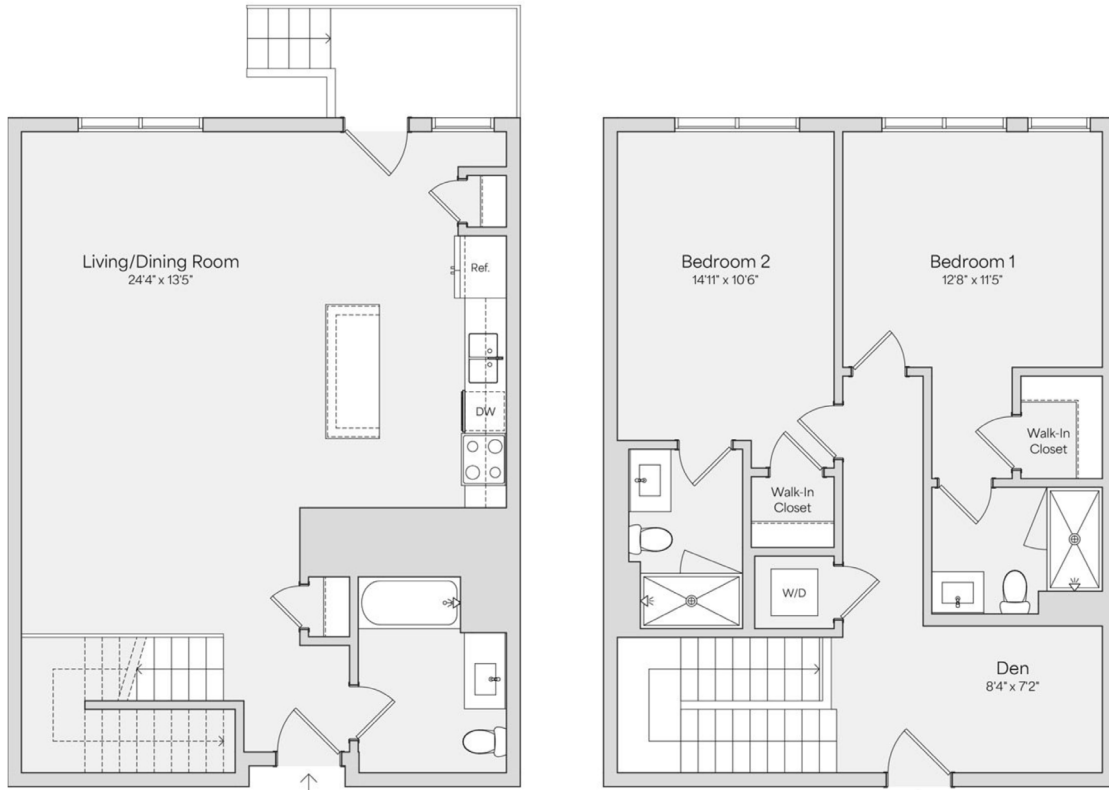 Living/Dining Room
24'4" x 13'5"
Ref.
DW
Bedroom 2
14'11" x 10'6"
Bedroom 1
12'8" x 11'5"
Walk-In
Closet
Walk-In
Closet
W/D
Den
8'4" x 7'2"